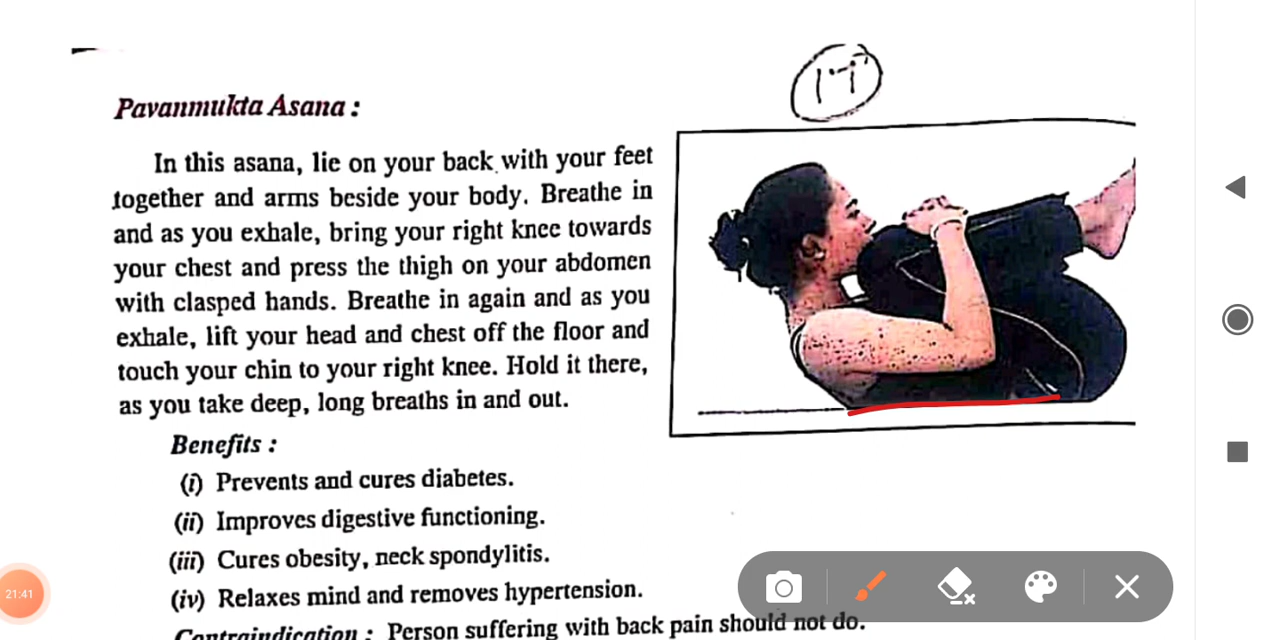 17
Pavanmukta Asana :
In this asana, lie on your back with your feet
together and arms beside your body. Breathe in
and as you exhale, bring your right knee towards
your chest and press the thigh on your abdomen
with clasped hands. Breathe in again and as you
exhale, lift your head and chest off the floor and
touch your chin to your right knee. Hold it there,
as you take deep, long breaths in and out.
Benefits :
(i) Prevents and cures diabetes.
(ii) Improves digestive functioning.
(iii) Cures obesity, neck spondylitis.
(iv) Relaxes mind and removes hypertension.
Contraindication : Person suffering with back pain should not do.
21:41